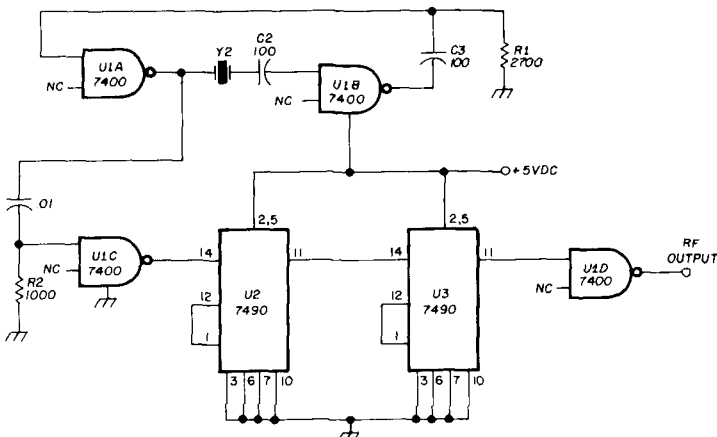 U1A
7400
NC
Y2
C2
100
U1B
7400
NC
C3
100
R1
2700
+5VDC
01
R2
1000
U1C
7400
NC
14
2,5
11
12
1
U2
7490
3 6 7 10
14
2,5
11
12
1
U3
7490
3 6 7 10
U1D
7400
NC
RF
OUTPUT